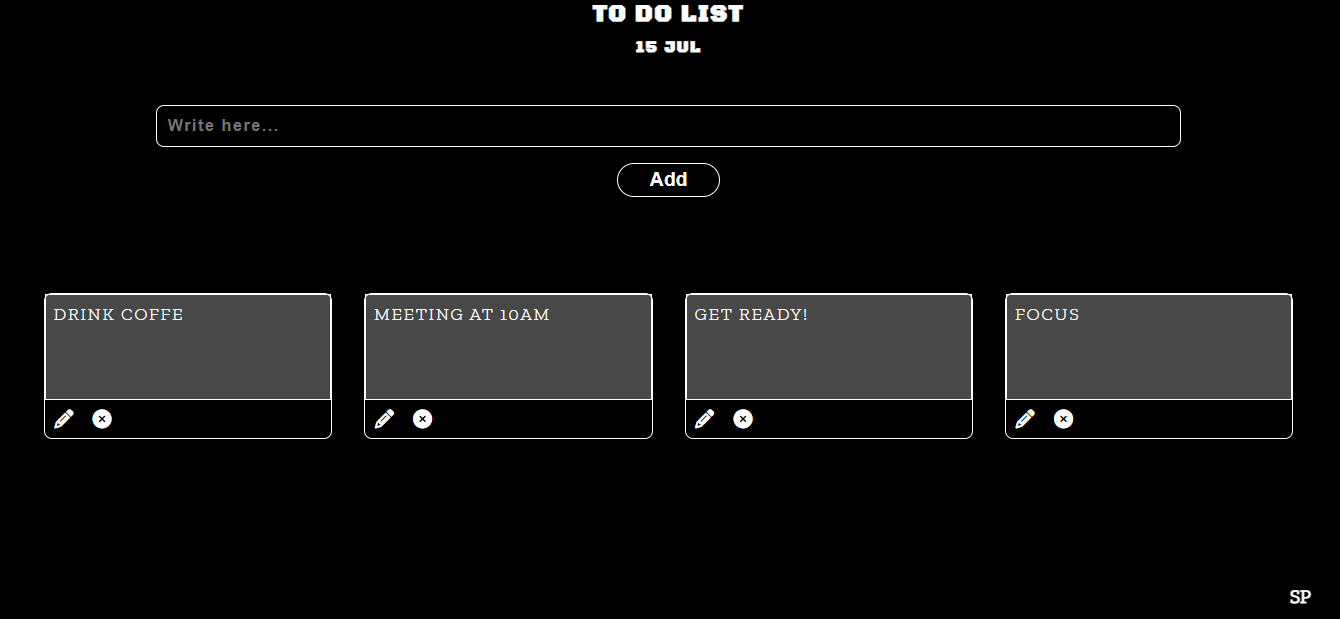 TO DO LIST
15 JUL
Write here...
Add
DRINK COFFE
MEETING AT 10AM
GET READY!
FOCUS
SP